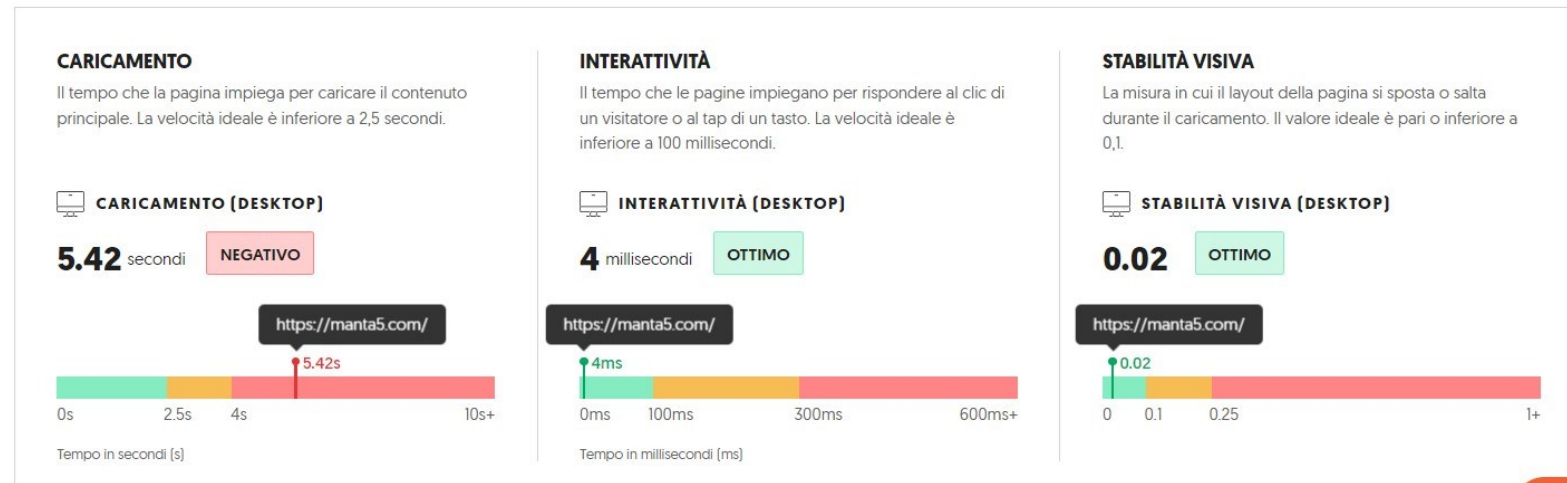 CARICAMENTO
Il tempo che la pagina impiega per caricare il contenuto
principale. La velocità ideale è inferiore a 2,5 secondi.
CARICAMENTO (DESKTOP)
5.42 secondi NEGATIVO
https://manta5.com/
5.42s
0s 2.5s 4s 10s+
Tempo in secondi (s)
INTERATTIVITÀ
Il tempo che le pagine impiegano per rispondere al clic di
un visitatore o al tap di un tasto. La velocità ideale è
inferiore a 100 millisecondi.
INTERATTIVITÀ (DESKTOP)
4 millisecondi OTTIMO
https://manta5.com/
4ms
0ms 100ms 300ms 600ms+
Tempo in millisecondi (ms)
STABILITÀ VISIVA
La misura in cui il layout della pagina si sposta o salta
durante il caricamento. Il valore ideale è pari o inferiore a
0,1.
STABILITÀ VISIVA (DESKTOP)
0.02 OTTIMO
https://manta5.com/
0.02
0 0.1 0.25 1+